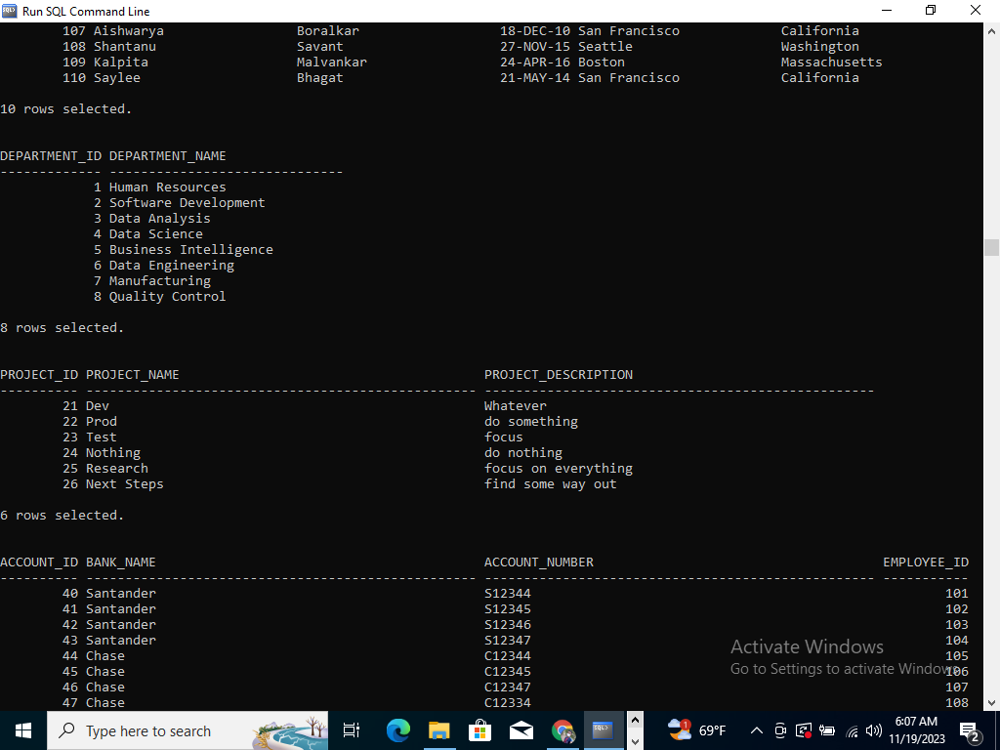 Run SQL Command Line
107 Aishwarya Boralkar 18-DEC-10 San Francisco California
108 Shantanu Savant 27-NOV-15 Seattle Washington
109 Kalpita Malvankar 24-APR-16 Boston Massachusetts
110 Saylee Bhagat 21-MAY-14 San Francisco California
10 rows selected.
DEPARTMENT_ID DEPARTMENT_NAME
------------- ------------------------------
1 Human Resources
2 Software Development
3 Data Analysis
4 Data Science
5 Business Intelligence
6 Data Engineering
7 Manufacturing
8 Quality Control
8 rows selected.
PROJECT_ID PROJECT_NAME PROJECT_DESCRIPTION
---------- -------------------------------------------------- --------------------------------------------------
21 Dev Whatever
22 Prod do something
23 Test focus
24 Nothing do nothing
25 Research focus on everything
26 Next Steps find some way out
6 rows selected.
ACCOUNT_ID BANK_NAME ACCOUNT_NUMBER EMPLOYEE_ID
---------- -------------------------------------------------- -------------------------------------------------- -----------
40 Santander S12344 101
41 Santander S12345 102
42 Santander S12346 103
43 Santander S12347 104
44 Chase C12344 105
45 Chase C12345 106
46 Chase C12347 107
47 Chase C12334 108
Activate Windows
Go to Settings to activate Windows.
Type here to search
1
69°F
6:07 AM
11/19/2023
2